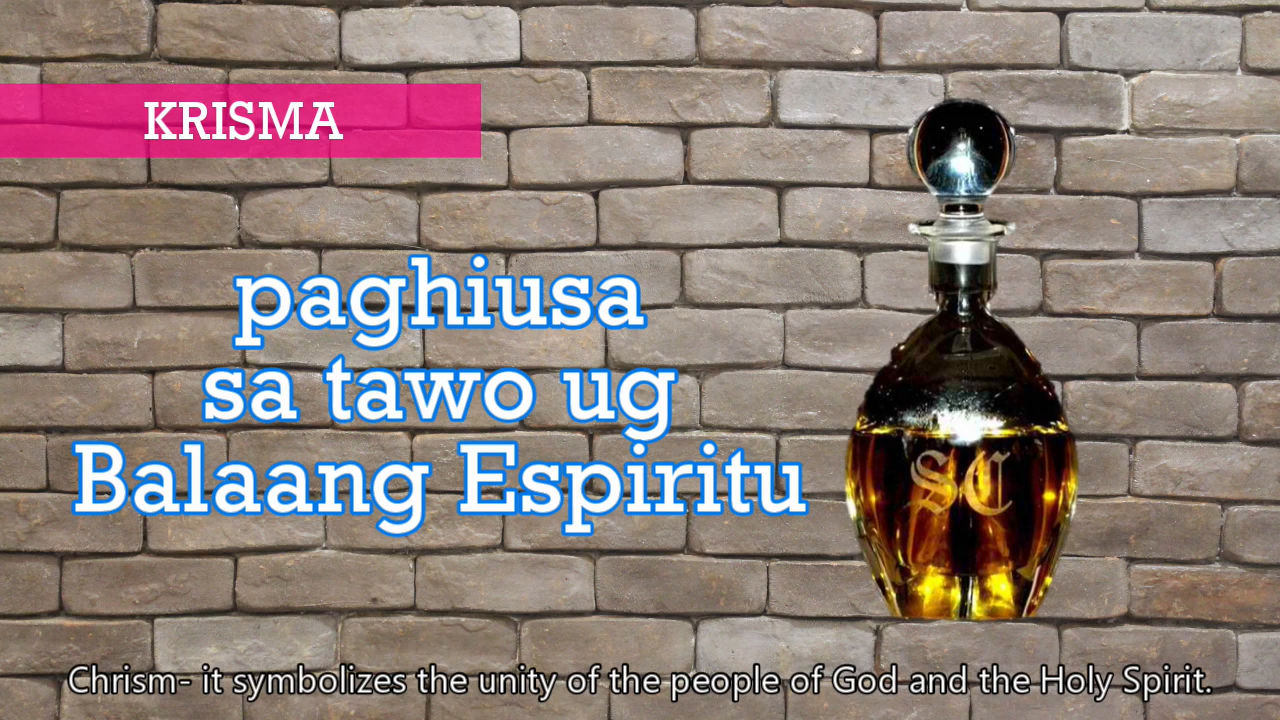 KRISMA
paghiusa
sa tawo ug
Balaang Espiritu
SC
Chrism- it symbolizes the unity of the people of God and the Holy Spirit.